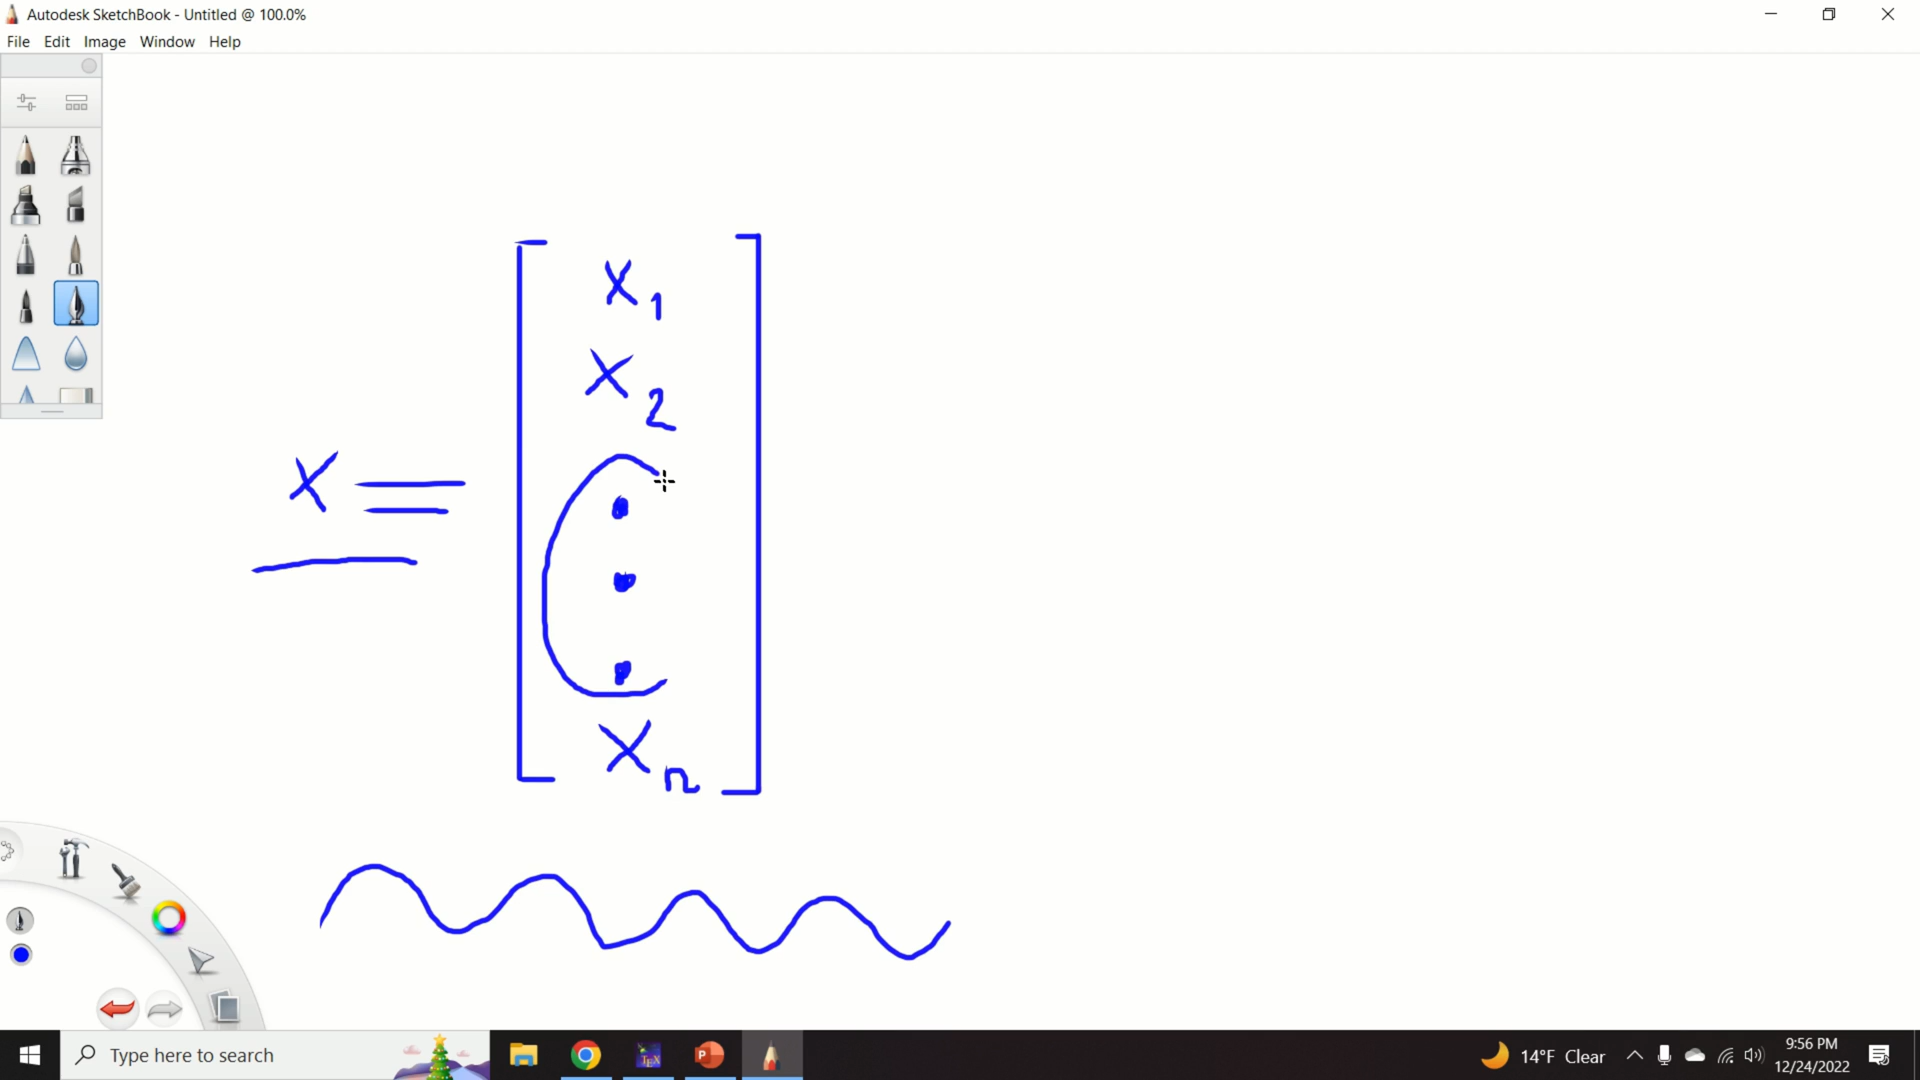 Autodesk SketchBook - Untitled @ 100.0%
File Edit Image Window Help
X =
X1
X2
Xn
Type here to search
TEX
P
14°F Clear
9:56 PM
12/24/2022